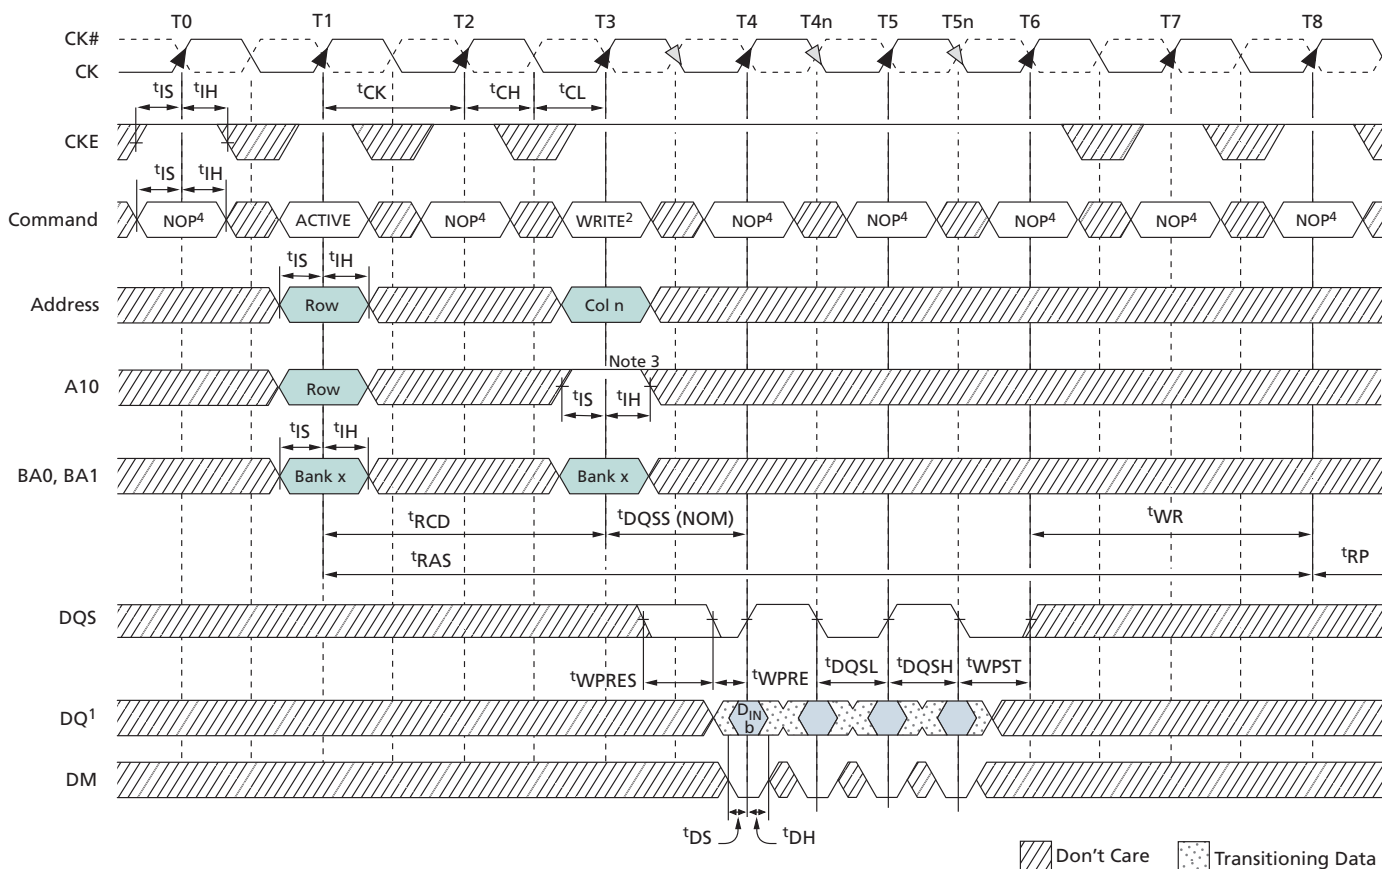 T0 T1 T2 T3 T4 T4n T5 T5n T6 T7 T8
CK#
CK
tIS tIH tCK tCH tCL
CKE
tIS tIH
Command NOP4 ACTIVE NOP4 WRITE2 NOP4 NOP4 NOP4 NOP4 NOP4
tIS tIH
Address Row Col n
Note 3
A10 Row
tIS tIH
tIS tIH
BA0, BA1 Bank x Bank x
tRCD tDQSS (NOM) tWR
tRAS tRP
DQS
tWPRES tWPRE tDQSL tDQSH tWPST
DQ1 DIN
b
DM
tDS tDH
Don't Care Transitioning Data